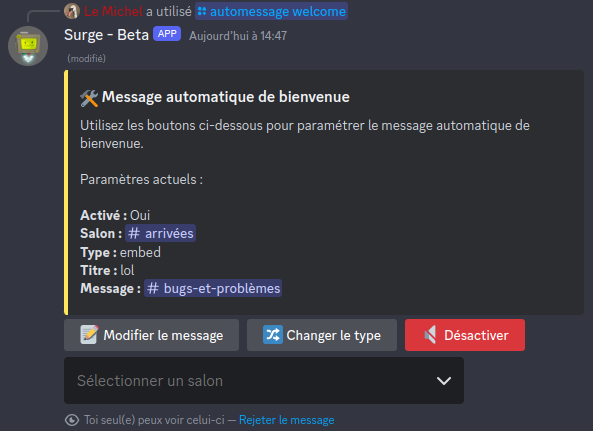 Le Michel a utilisé automessage welcome
Surge - Beta APP Aujourd'hui à 14:47
(modifié)
Message automatique de bienvenue
Utilisez les boutons ci-dessous pour paramétrer le message automatique de
bienvenue.
Paramètres actuels :
Activé : Oui
Salon : # arrivées
Type : embed
Titre : lol
Message : # bugs-et-problèmes
Modifier le message Changer le type Désactiver
Sélectionner un salon
Toi seul(e) peux voir celui-ci — Rejeter le message